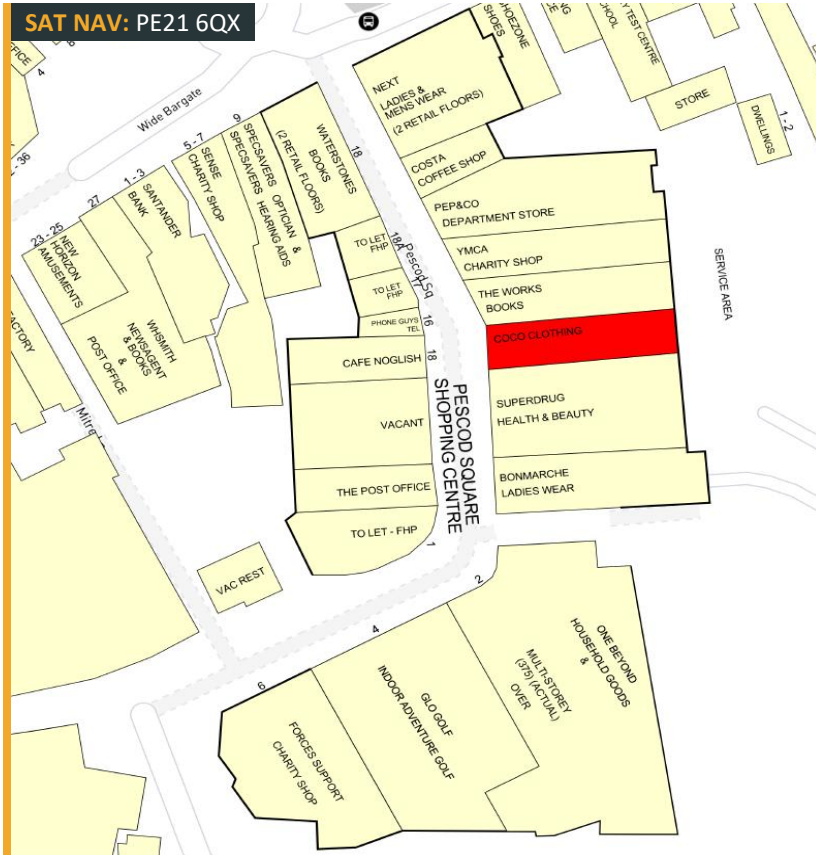 SAT NAV: PE21 6QX
NEXT
LADIES &
MENS WEAR
(2 RETAIL FLOORS)
SHOES
STORE
DWELLINGS
1 - 2
Wide Bargate
COSTA
COFFEE SHOP
PEP&CO
DEPARTMENT STORE
YMCA
CHARITY SHOP
THE WORKS
BOOKS
COCO CLOTHING
SUPERDRUG
HEALTH & BEAUTY
BONMARCHE
LADIES WEAR
SERVICE AREA
18
WATERSTONES
BOOKS
(2 RETAIL FLOORS)
9
SPECSAVERS OPTICIAN &
SPECSAVERS HEARING AIDS
5 - 7
SENSE
CHARITY SHOP
1 - 3
SANTANDER
BANK
27
23 - 25
NEW
HORIZON
AMUSEMENTS
WHSMITH
NEWSAGENT
& BOOKS
&
POST OFFICE
4
18A
Pescod Sq
17
TO LET
FHP
TO LET
FHP
PHONE GUYS
TEL
16
CAFE NOGLISH
18
VACANT
THE POST OFFICE
TO LET - FHP
1
PESCOD SQUARE
SHOPPING CENTRE
VAC REST
2
4
6
ONE BEYOND
HOUSEHOLD GOODS
&
MULTI-STOREY
(375) (ACTUAL)
OVER
GLO GOLF
INDOOR ADVENTURE GOLF
FORCES SUPPORT
CHARITY SHOP